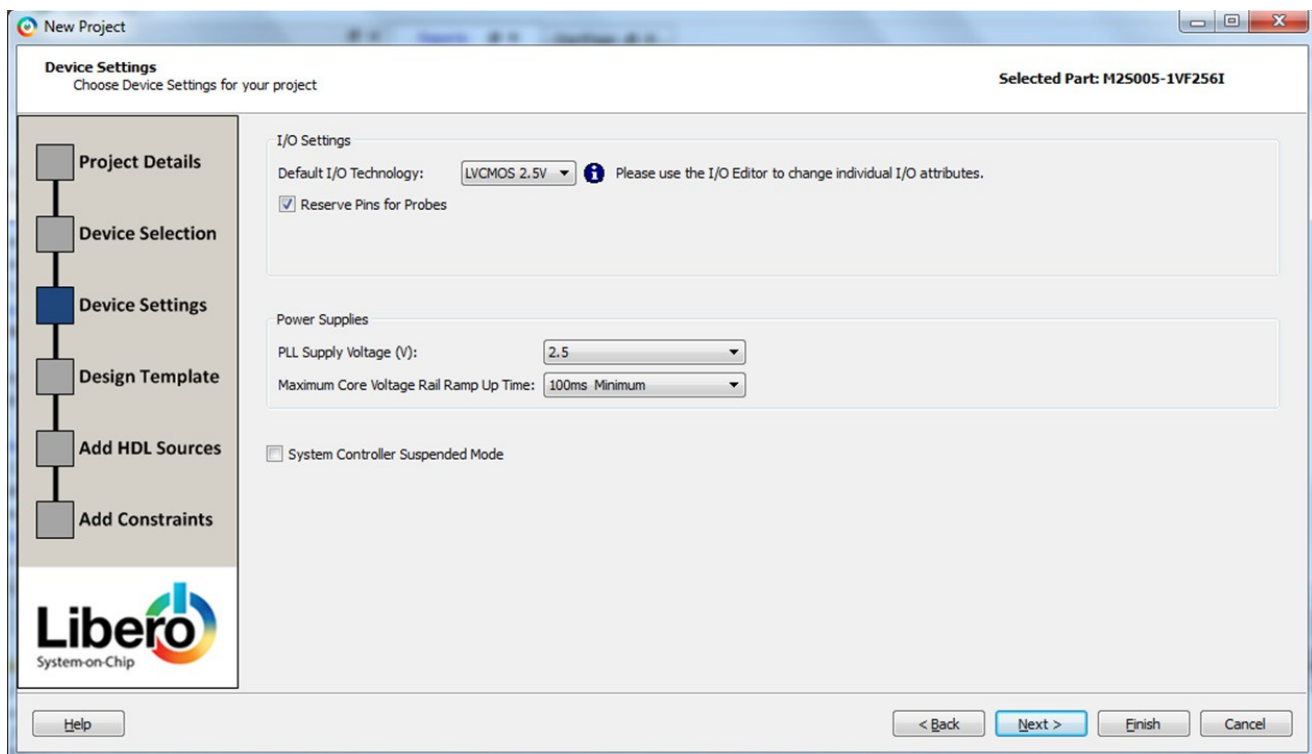 New Project
Device Settings
Choose Device Settings for your project
Selected Part: M2S005-1VF256I
Project Details
Device Selection
Device Settings
Design Template
Add HDL Sources
Add Constraints
Libero
System-on-Chip
I/O Settings
Default I/O Technology: LVCMOS 2.5V Please use the I/O Editor to change individual I/O attributes.
Reserve Pins for Probes
Power Supplies
PLL Supply Voltage (V): 2.5
Maximum Core Voltage Rail Ramp Up Time: 100ms Minimum
System Controller Suspended Mode
Help
< Back
Next >
Finish
Cancel